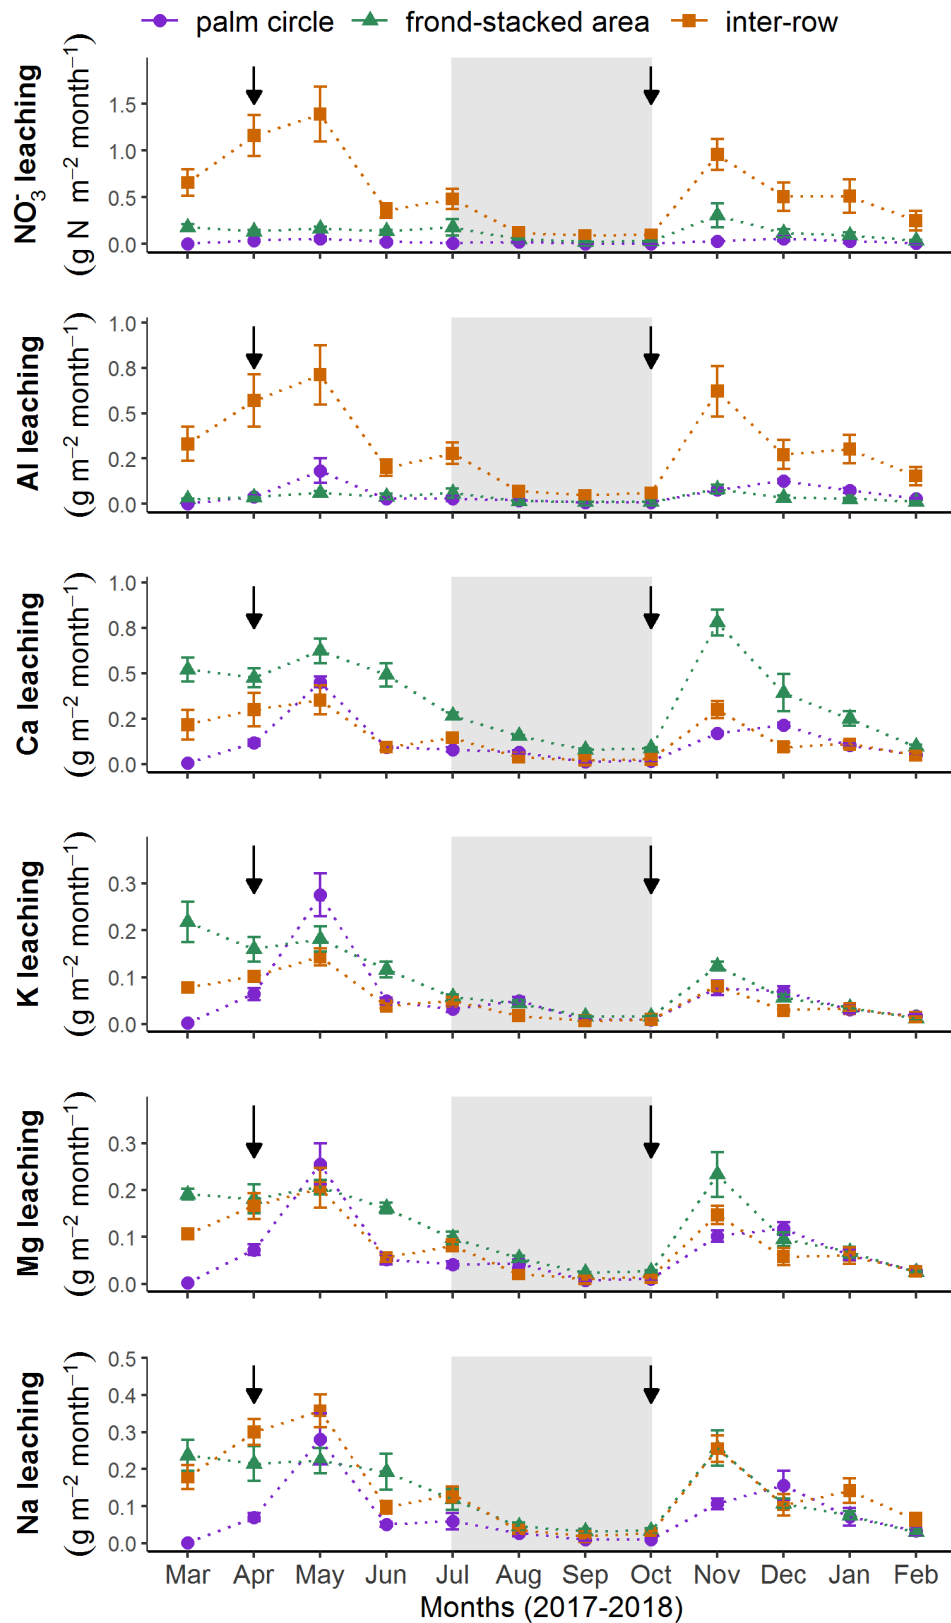 palm circle frond-stacked area inter-row
NO₃⁻ leaching
(g N m⁻² month⁻¹)
1.5
1.0
0.5
0.0
Al leaching
(g m⁻² month⁻¹)
1.0
0.8
0.5
0.2
0.0
Ca leaching
(g m⁻² month⁻¹)
1.0
0.8
0.5
0.2
0.0
K leaching
(g m⁻² month⁻¹)
0.3
0.2
0.1
0.0
Mg leaching
(g m⁻² month⁻¹)
0.3
0.2
0.1
0.0
Na leaching
(g m⁻² month⁻¹)
0.5
0.4
0.3
0.2
0.1
0.0
Mar Apr May Jun Jul Aug Sep Oct Nov Dec Jan Feb
Months (2017-2018)